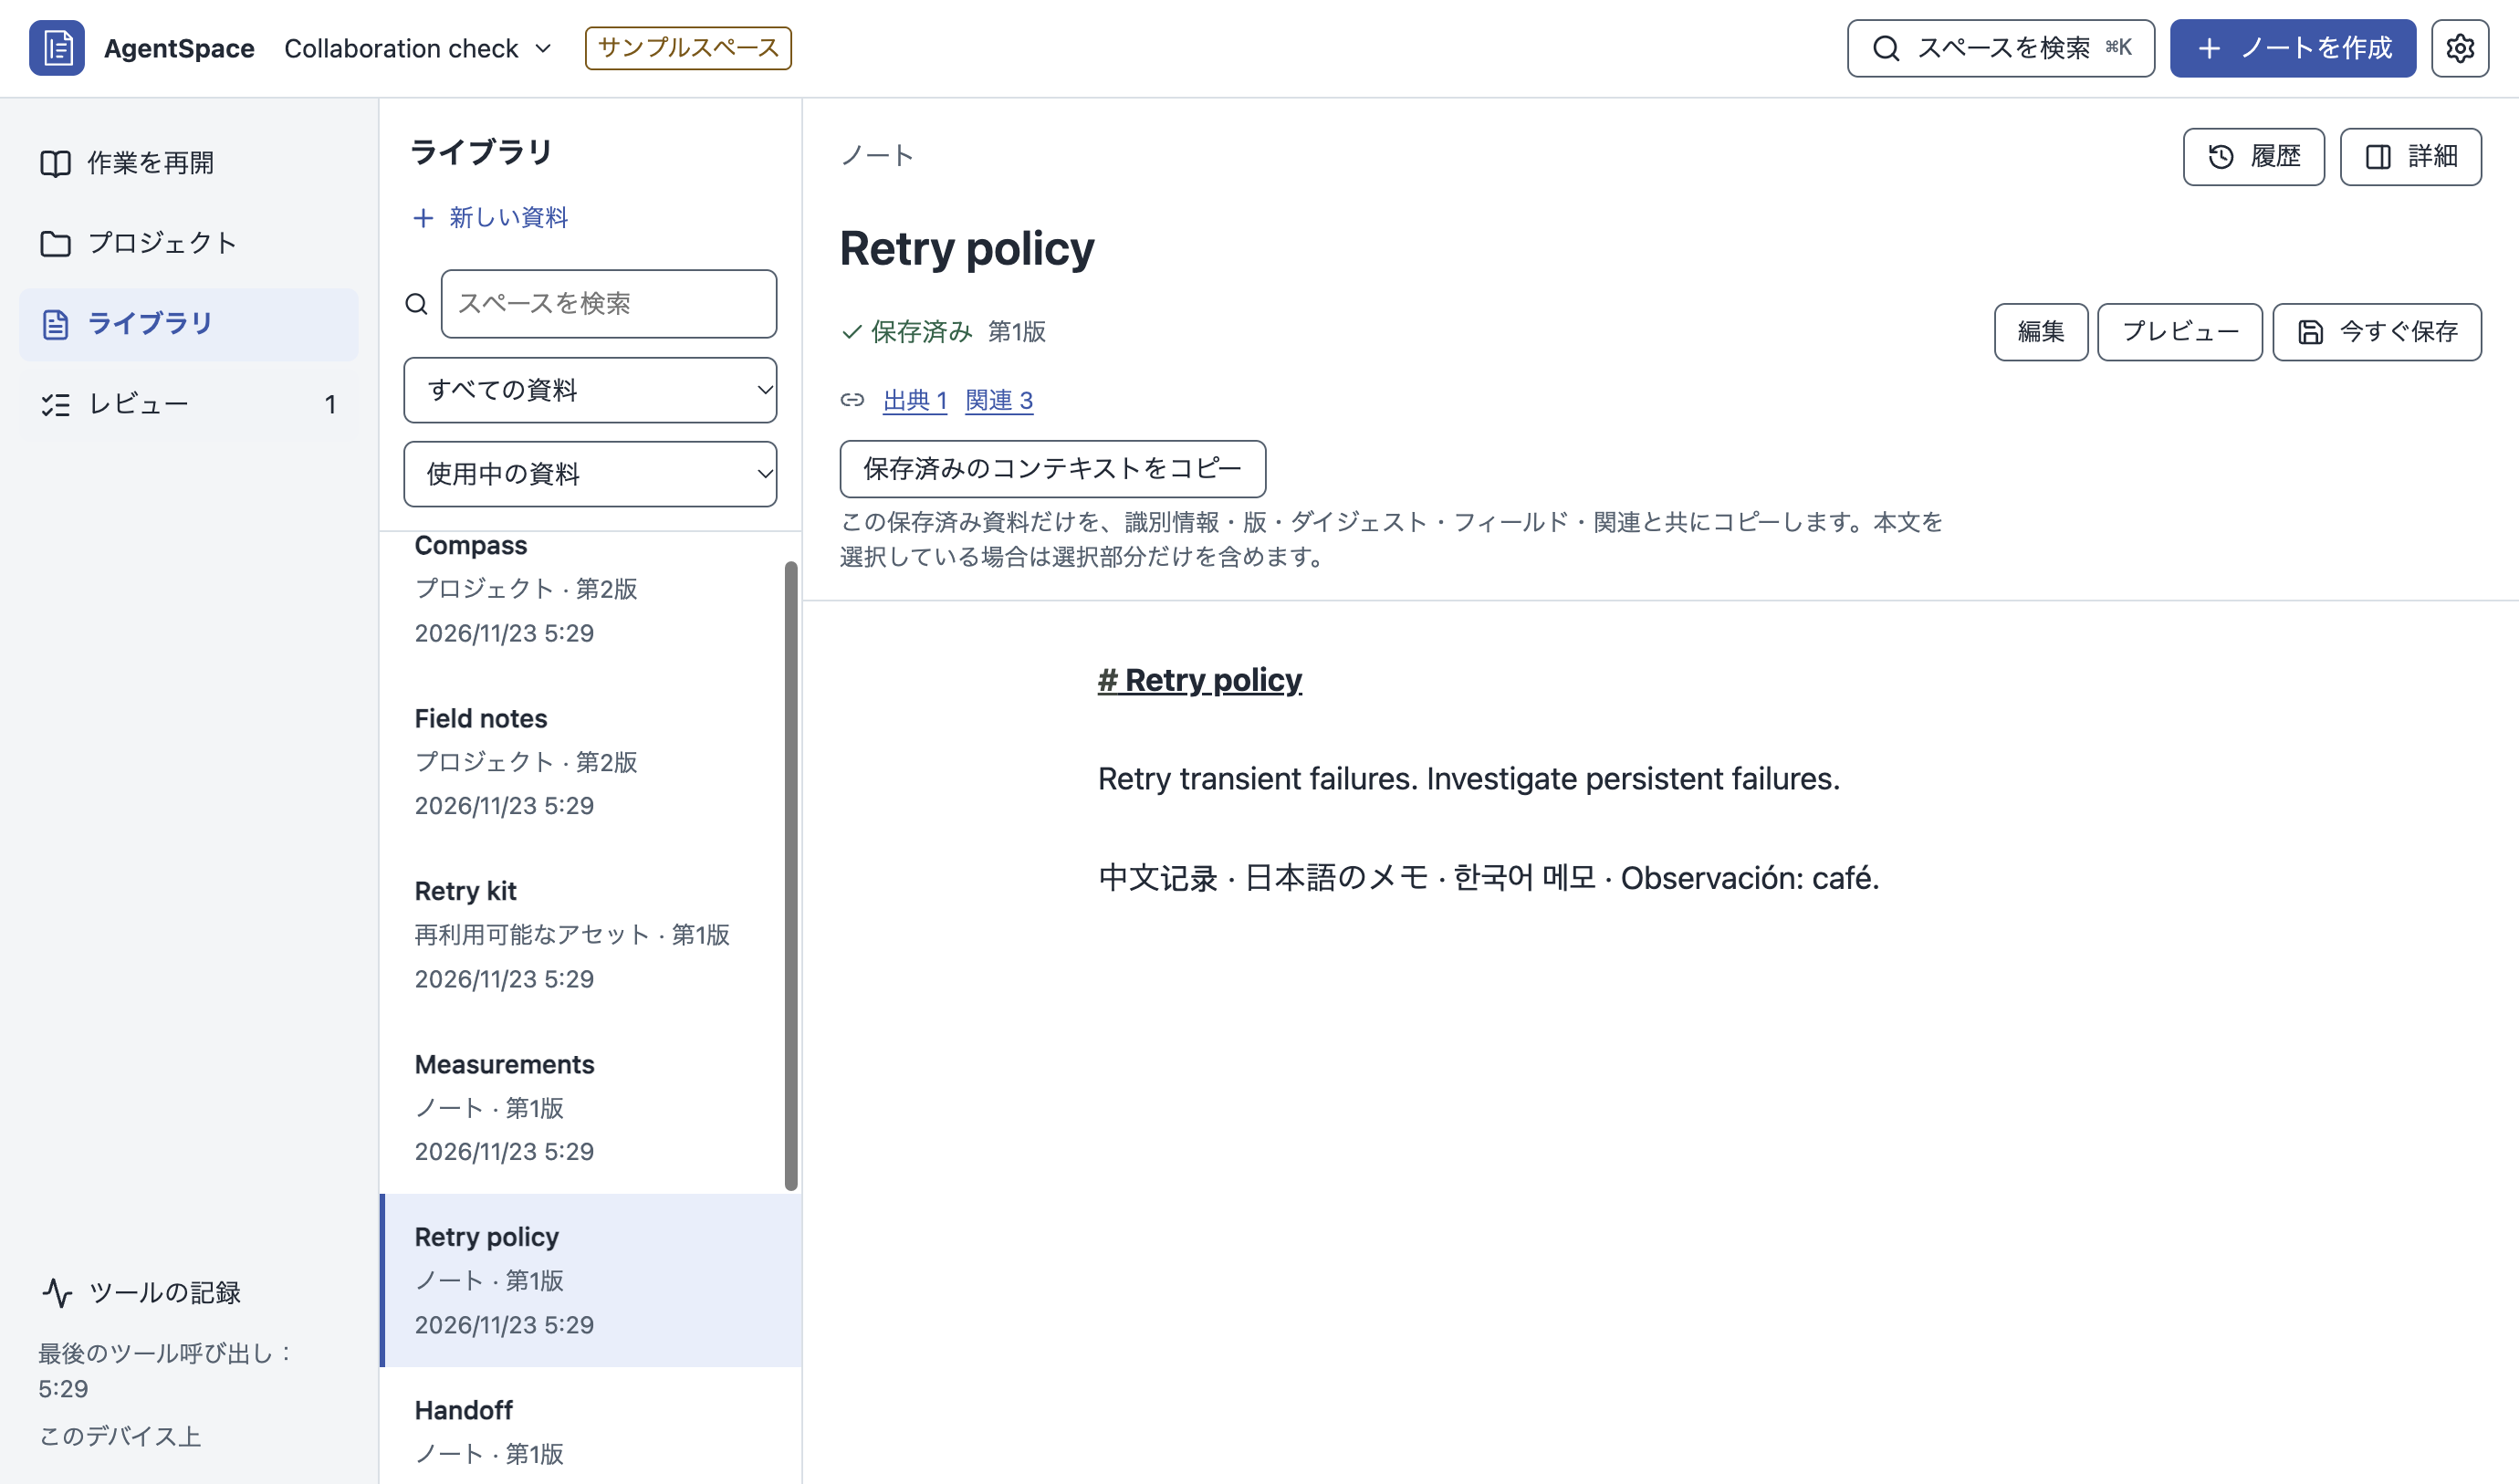 AgentSpace
Collaboration check
サンプルスペース
スペースを検索 ⌘K
ノートを作成
作業を再開
プロジェクト
ライブラリ
レビュー 1
ツールの記録
最後のツール呼び出し：
5:29
このデバイス上
ライブラリ
新しい資料
スペースを検索
すべての資料
使用中の資料
Compass
プロジェクト · 第2版
2026/11/23 5:29
Field notes
プロジェクト · 第2版
2026/11/23 5:29
Retry kit
再利用可能なアセット · 第1版
2026/11/23 5:29
Measurements
ノート · 第1版
2026/11/23 5:29
Retry policy
ノート · 第1版
2026/11/23 5:29
Handoff
ノート · 第1版
ノート
履歴
詳細
Retry policy
保存済み 第1版
編集
プレビュー
今すぐ保存
出典 1 関連 3
保存済みのコンテキストをコピー
この保存済み資料だけを、識別情報・版・ダイジェスト・フィールド・関連と共にコピーします。本文を
選択している場合は選択部分だけを含めます。
# Retry policy
Retry transient failures. Investigate persistent failures.
中文记录 · 日本語のメモ · 한국어 메모 · Observación: café.